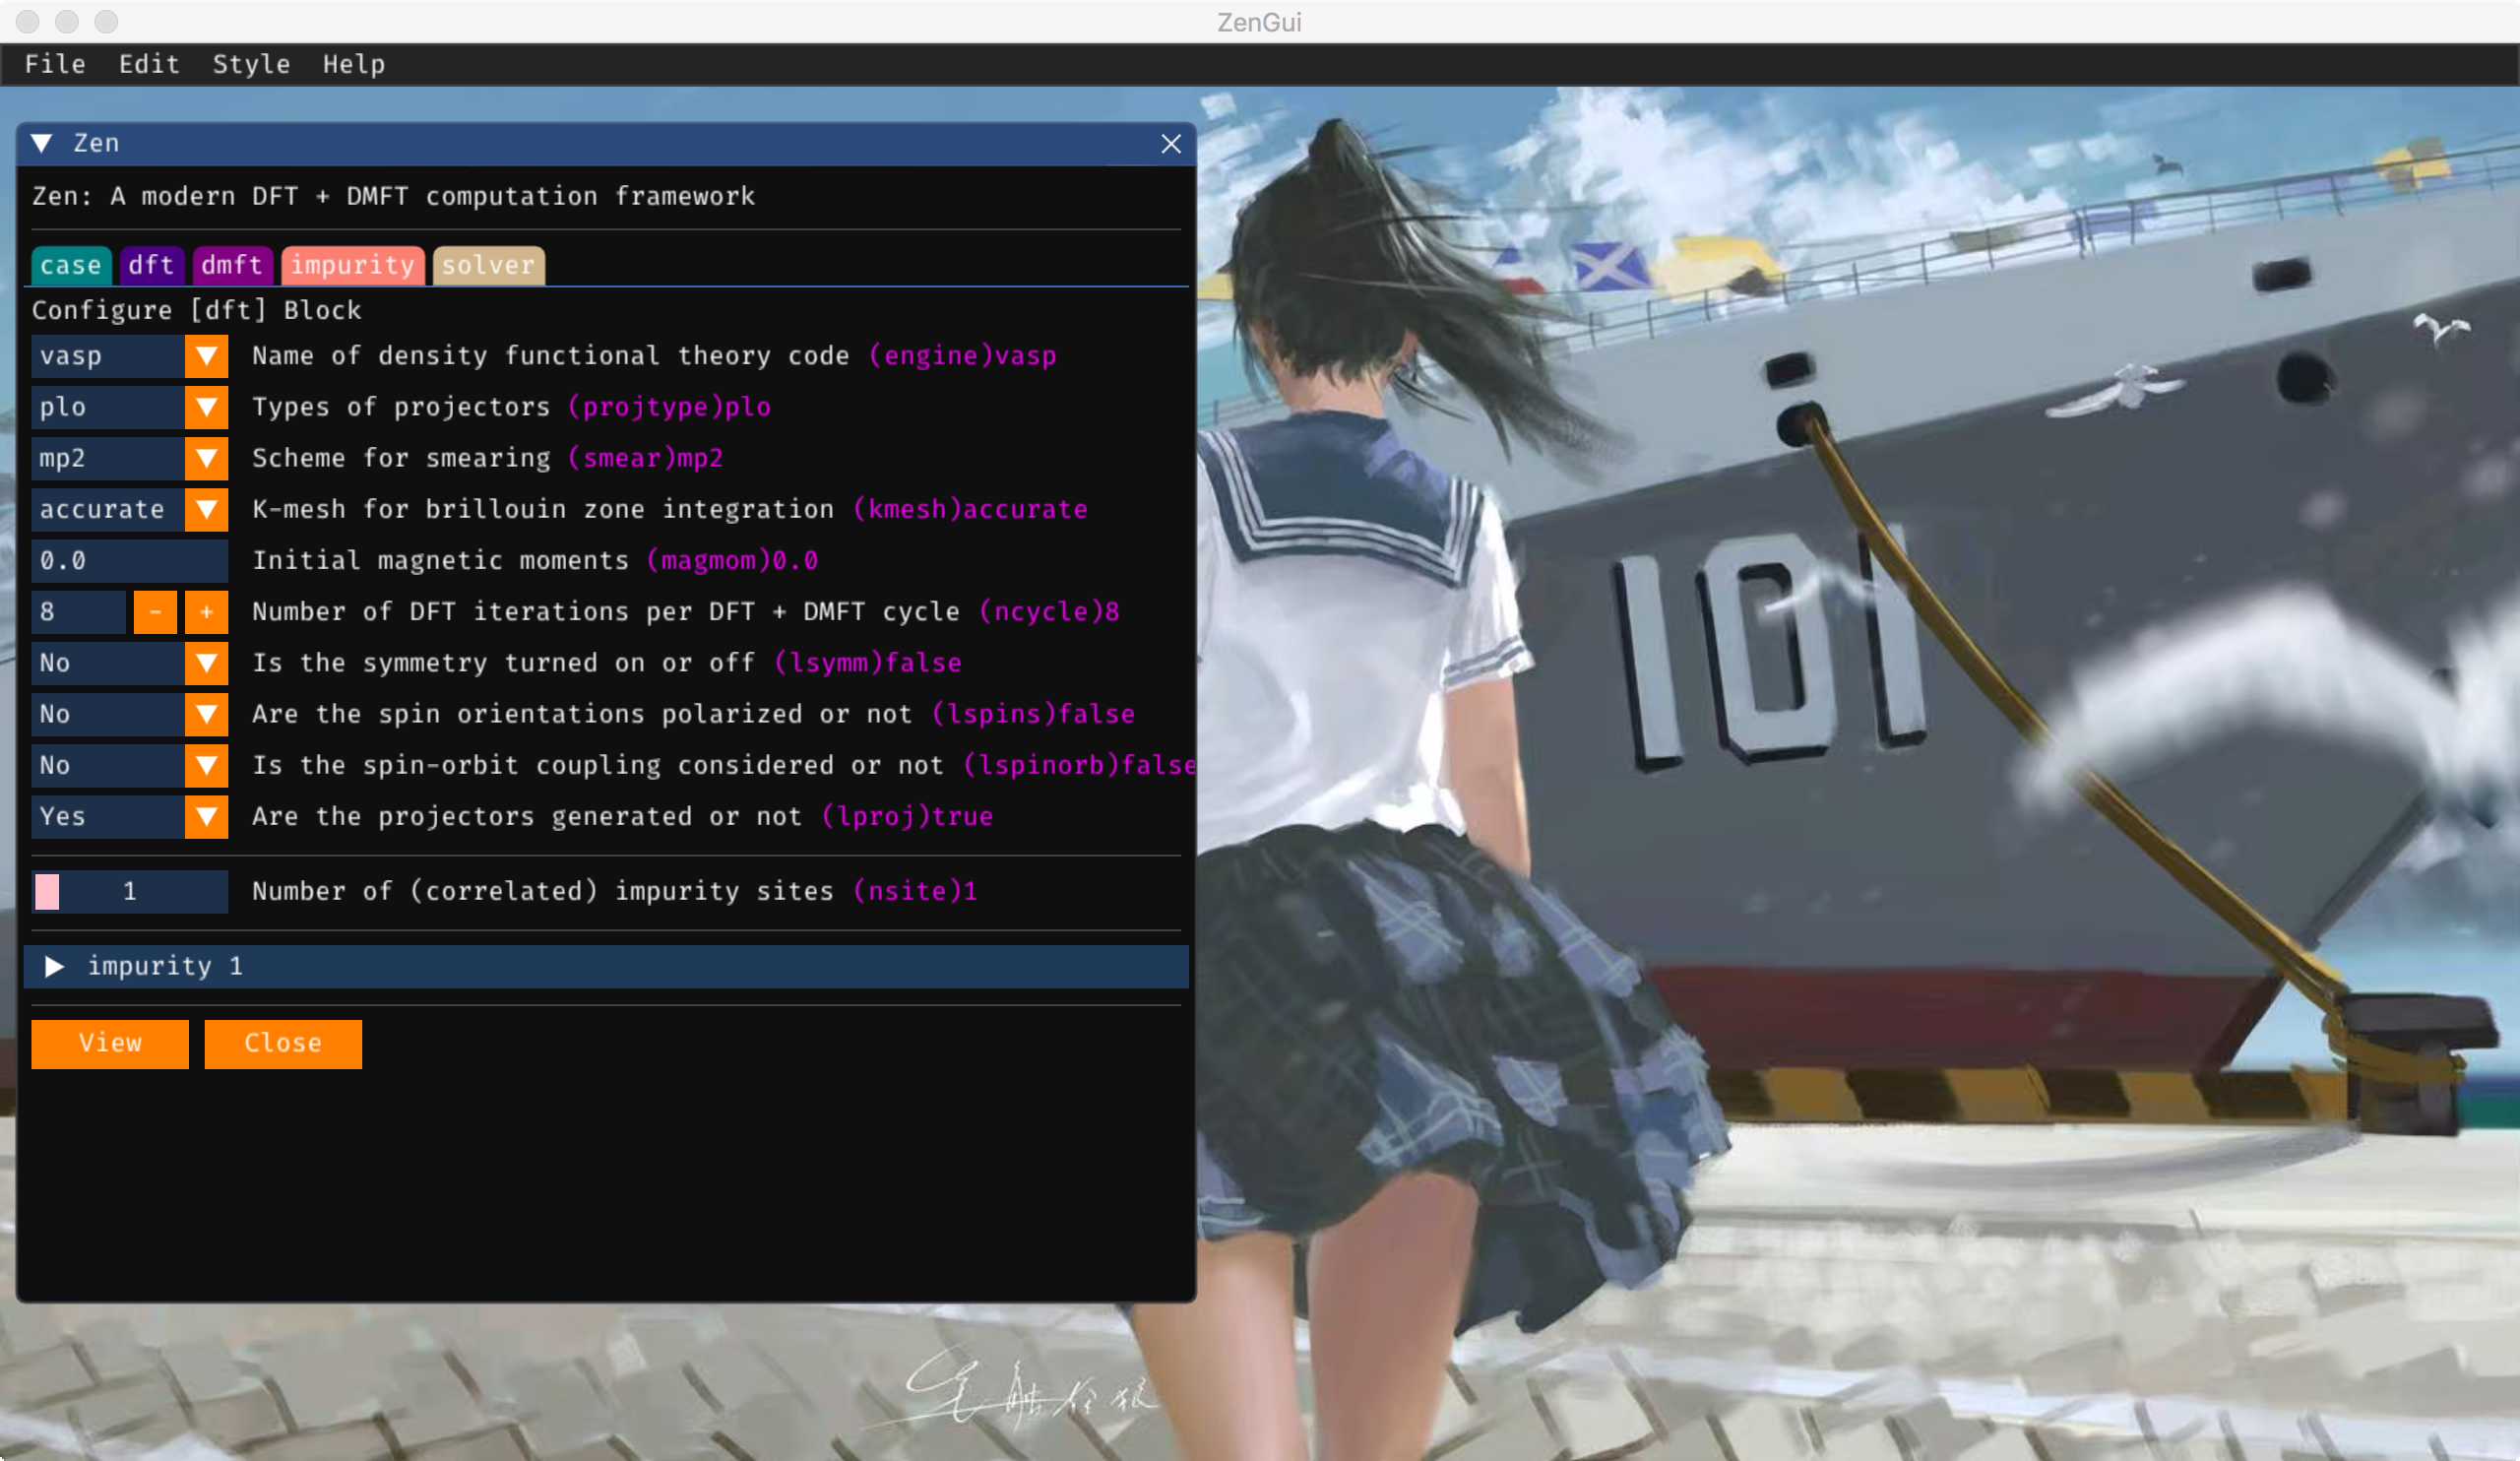 ZenGui
File Edit Style Help
Zen
Zen: A modern DFT + DMFT computation framework
case dft dmft impurity solver
Configure [dft] Block
vasp Name of density functional theory code (engine)vasp
plo Types of projectors (projtype)plo
mp2 Scheme for smearing (smear)mp2
accurate K-mesh for brillouin zone integration (kmesh)accurate
0.0 Initial magnetic moments (magmom)0.0
8 - + Number of DFT iterations per DFT + DMFT cycle (ncycle)8
No Is the symmetry turned on or off (lsymm)false
No Are the spin orientations polarized or not (lspins)false
No Is the spin-orbit coupling considered or not (lspinorb)false
Yes Are the projectors generated or not (lproj)true
1 Number of (correlated) impurity sites (nsite)1
impurity 1
View Close
101